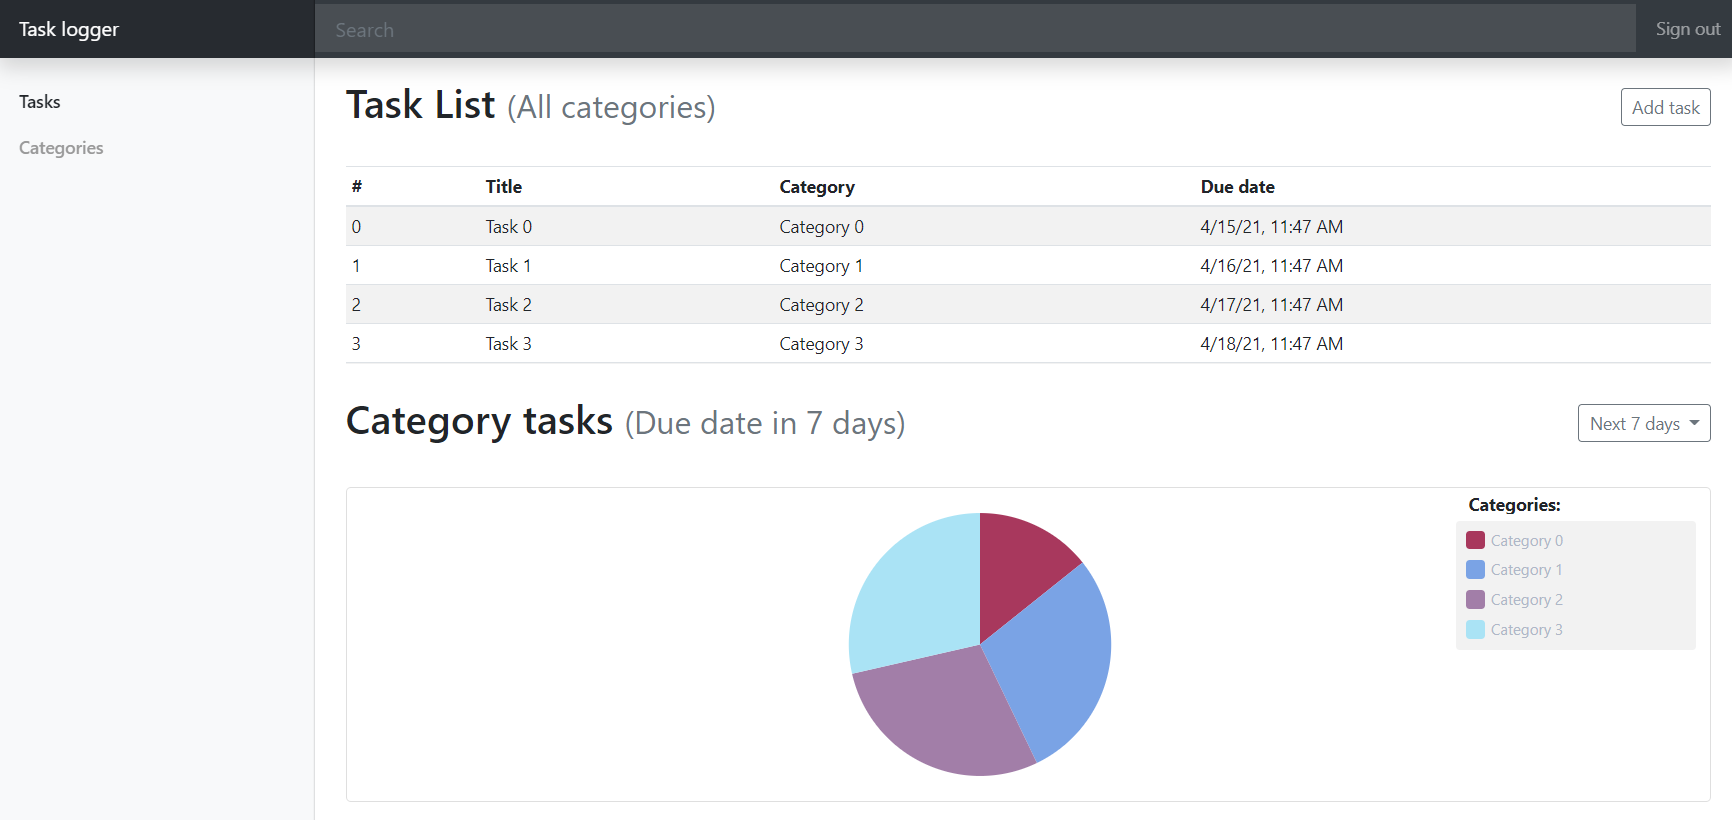 Task logger
Search
Sign out
Tasks
Categories
Task List (All categories)
Add task
# Title Category Due date
0 Task 0 Category 0 4/15/21, 11:47 AM
1 Task 1 Category 1 4/16/21, 11:47 AM
2 Task 2 Category 2 4/17/21, 11:47 AM
3 Task 3 Category 3 4/18/21, 11:47 AM
Category tasks (Due date in 7 days)
Next 7 days
Categories:
Category 0
Category 1
Category 2
Category 3